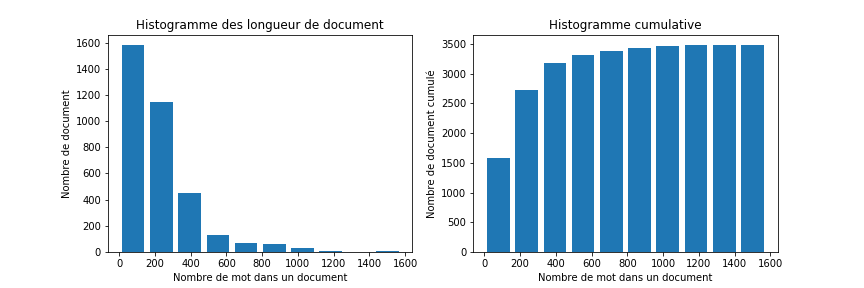 Histogramme des longueur de document
Nombre de document
1600
1400
1200
1000
800
600
400
200
0
0 200 400 600 800 1000 1200 1400 1600
Nombre de mot dans un document
Histogramme cumulative
Nombre de document cumulé
3500
3000
2500
2000
1500
1000
500
0
0 200 400 600 800 1000 1200 1400 1600
Nombre de mot dans un document